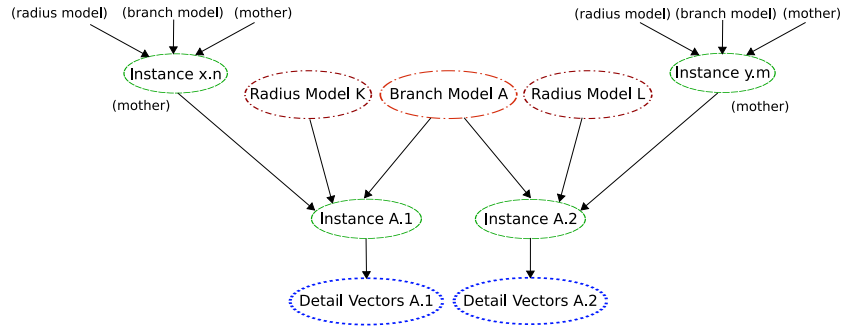 (radius model) (branch model) (mother)
(radius model) (branch model) (mother)
Instance x.n
Instance y.m
(mother)
Radius Model K
Branch Model A
Radius Model L
(mother)
Instance A.1
Instance A.2
Detail Vectors A.1
Detail Vectors A.2